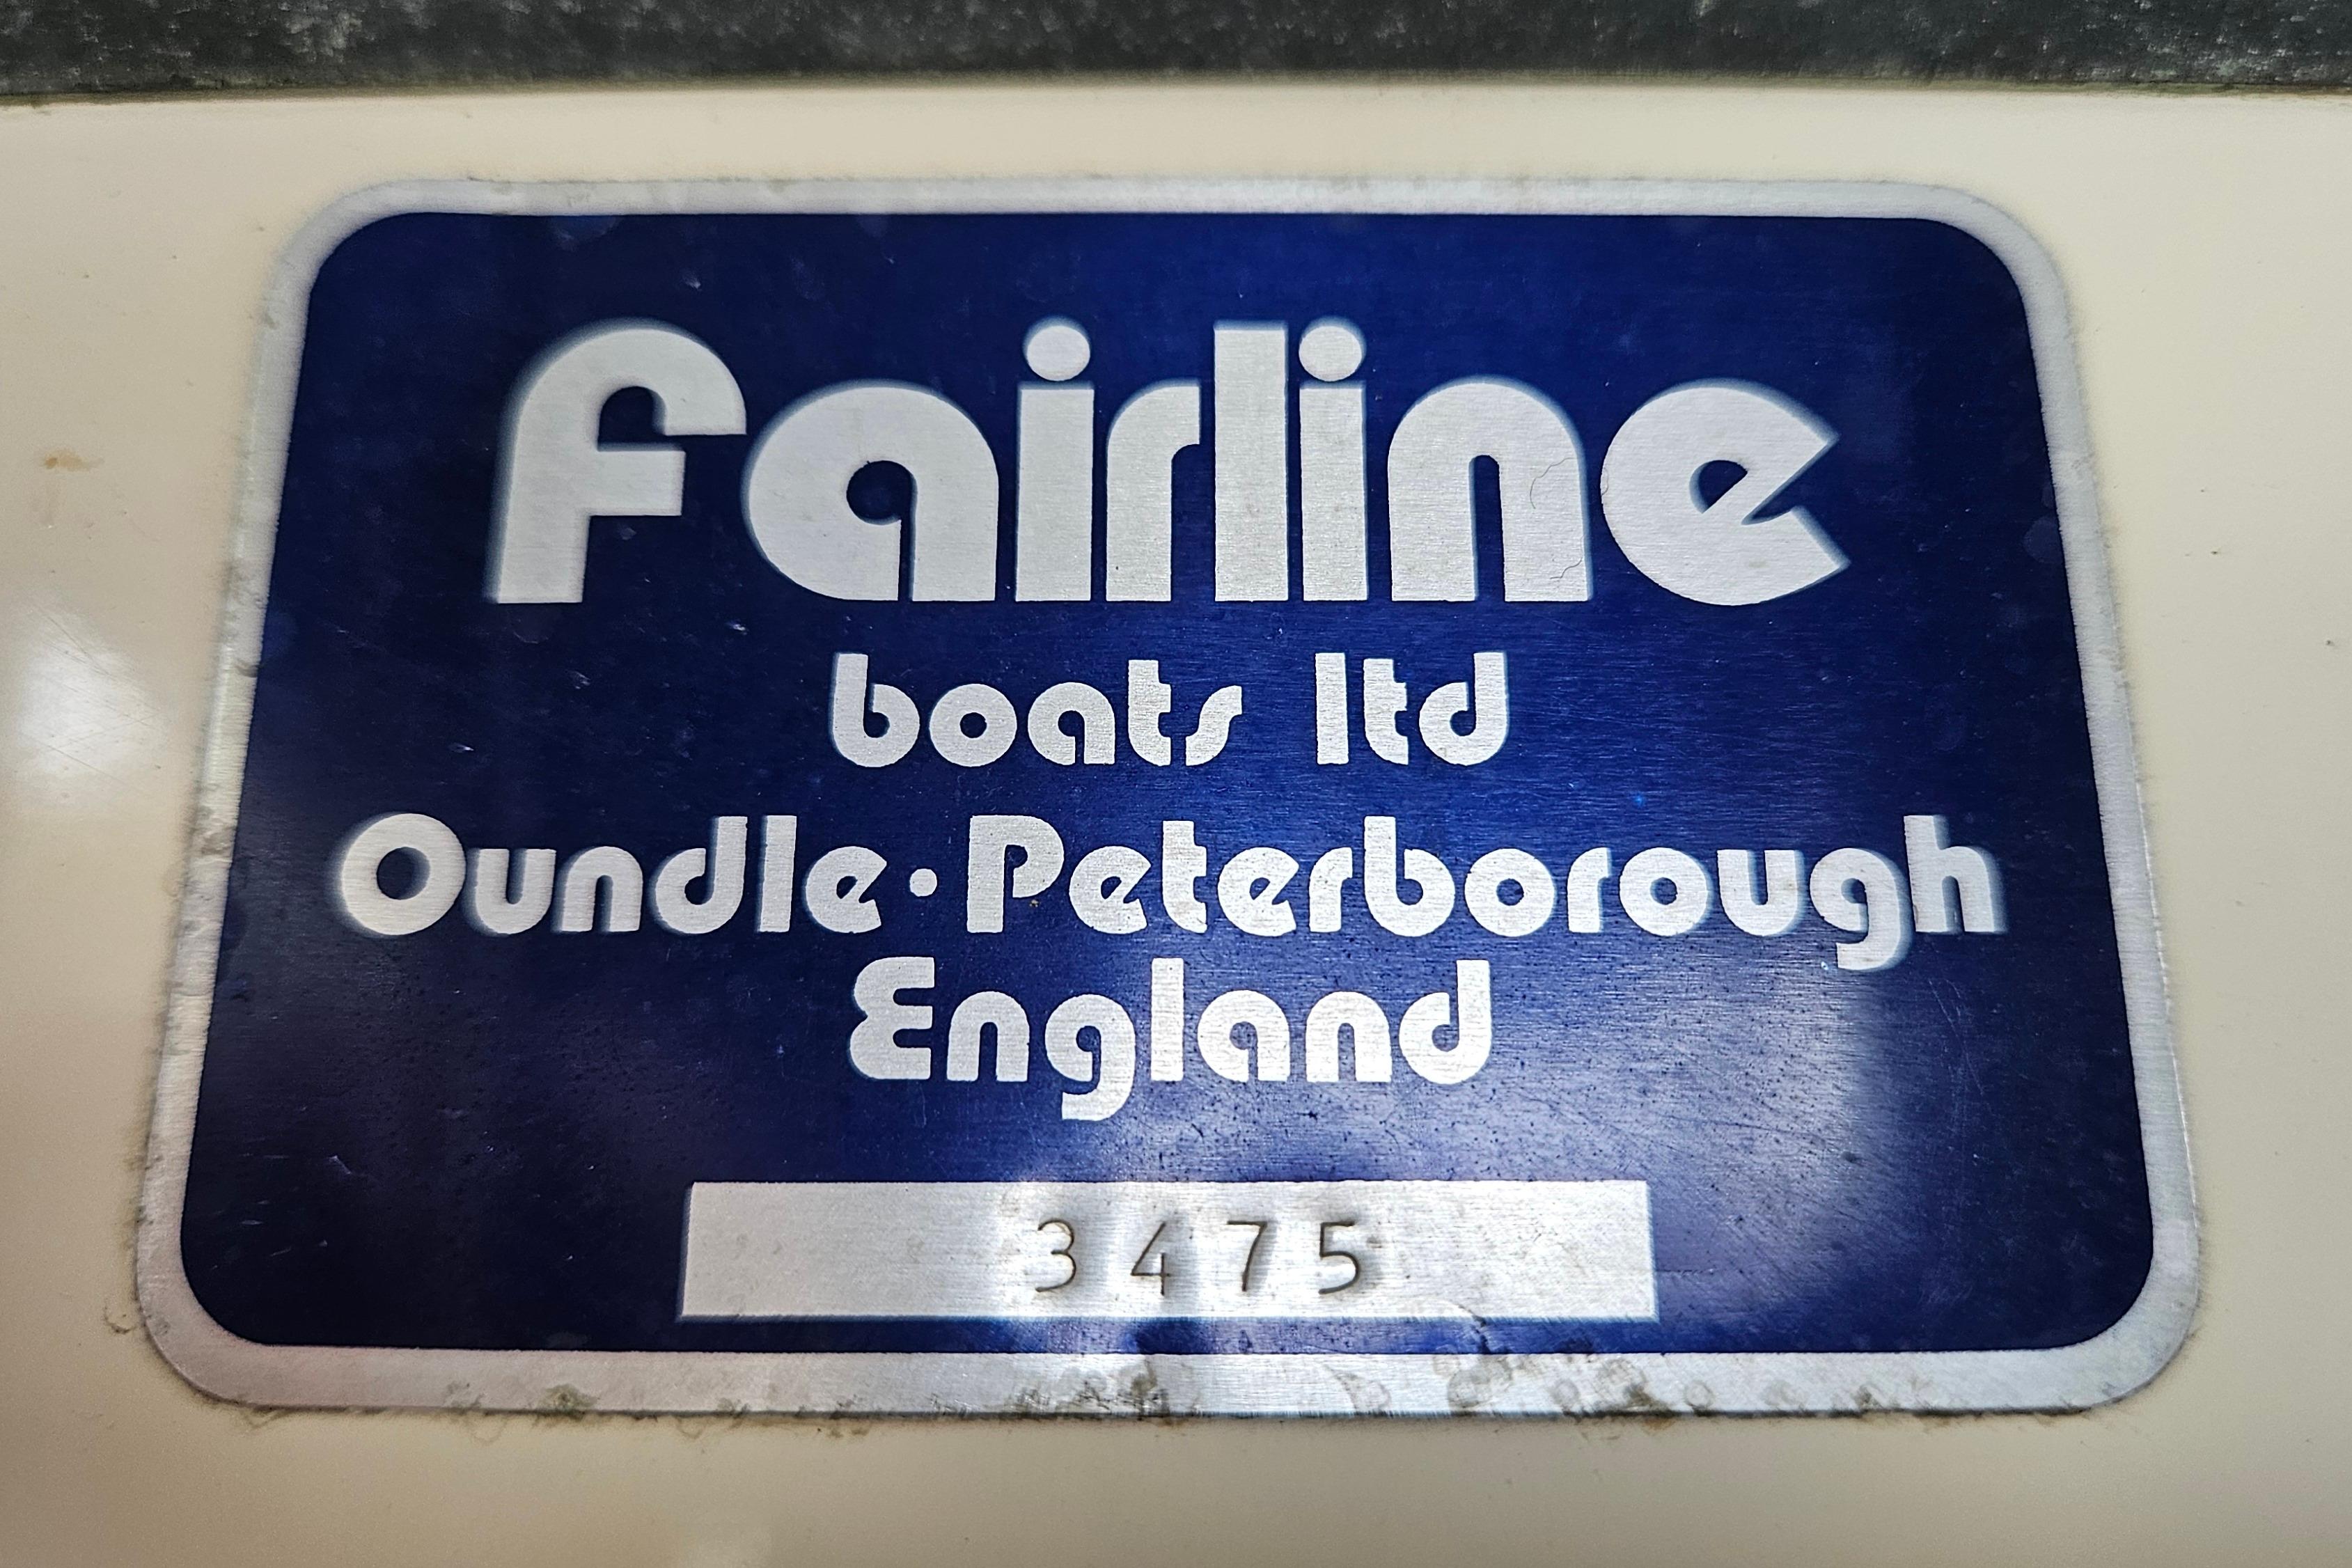 Fairline
boats ltd
Oundle·Peterborough
England
3475